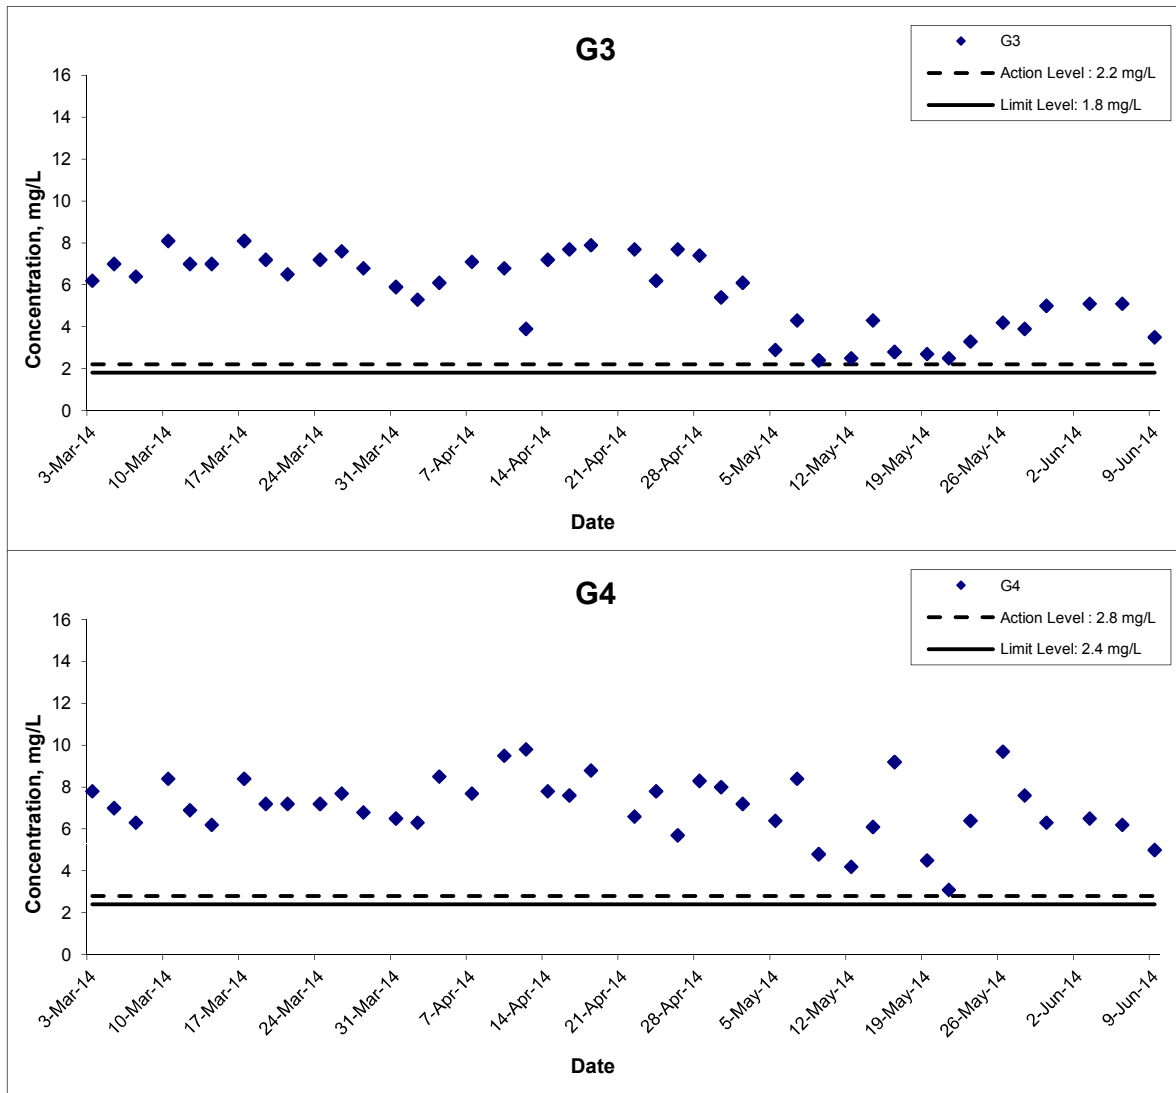 G3
G3
Action Level : 2.2 mg/L
Limit Level: 1.8 mg/L
Concentration, mg/L
16
14
12
10
8
6
4
2
0
3-Mar-14
10-Mar-14
17-Mar-14
24-Mar-14
31-Mar-14
7-Apr-14
14-Apr-14
21-Apr-14
28-Apr-14
5-May-14
12-May-14
19-May-14
26-May-14
2-Jun-14
9-Jun-14
Date
G4
G4
Action Level : 2.8 mg/L
Limit Level: 2.4 mg/L
Concentration, mg/L
16
14
12
10
8
6
4
2
0
3-Mar-14
10-Mar-14
17-Mar-14
24-Mar-14
31-Mar-14
7-Apr-14
14-Apr-14
21-Apr-14
28-Apr-14
5-May-14
12-May-14
19-May-14
26-May-14
2-Jun-14
9-Jun-14
Date